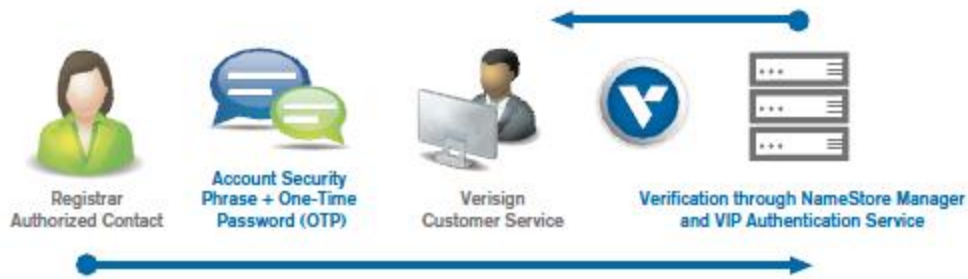 Registrar
Authorized Contact
Account Security
Phrase + One-Time
Password (OTP)
Verisign
Customer Service
Verification through NameStore Manager
and VIP Authentication Service